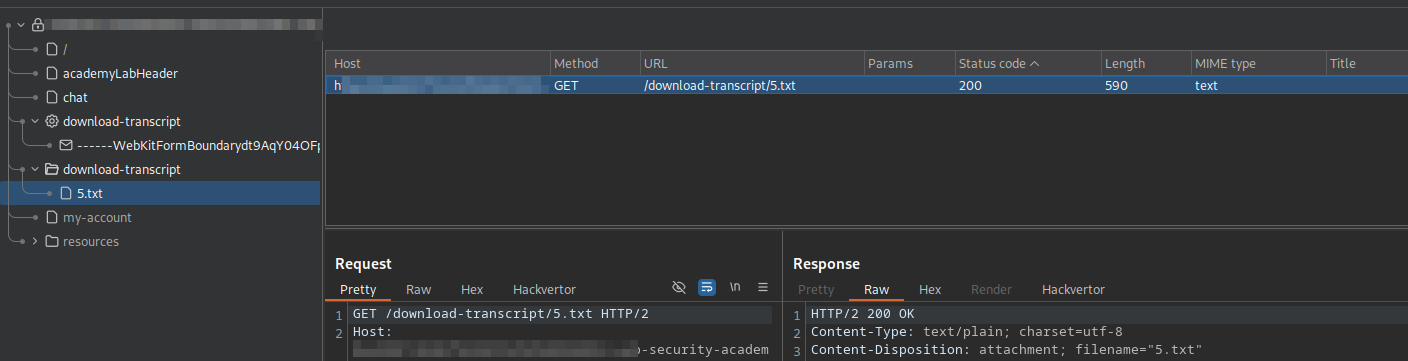 /
academyLabHeader
chat
download-transcript
------WebKitFormBoundarydt9AqY04OFp
download-transcript
5.txt
my-account
resources
Host Method URL Params Status code Length MIME type Title
h GET /download-transcript/5.txt 200 590 text
Request
Pretty Raw Hex Hackvertor \n
1 GET /download-transcript/5.txt HTTP/2
2 Host:
-security-academ
Response
Pretty Raw Hex Render Hackvertor
1 HTTP/2 200 OK
2 Content-Type: text/plain; charset=utf-8
3 Content-Disposition: attachment; filename="5.txt"